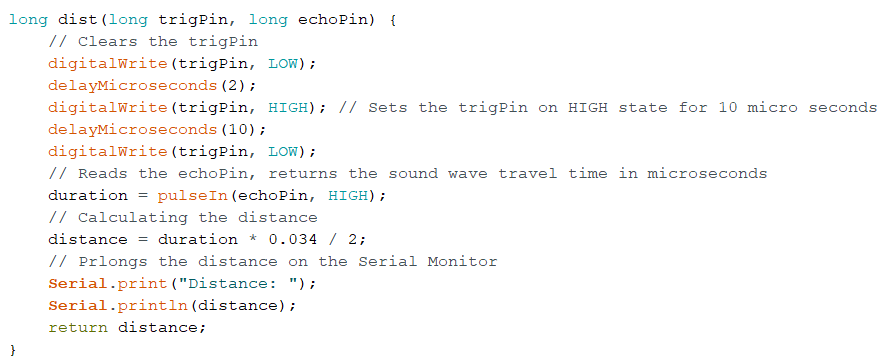 long dist(long trigPin, long echoPin) {
// Clears the trigPin
digitalWrite(trigPin, LOW);
delayMicroseconds(2);
digitalWrite(trigPin, HIGH); // Sets the trigPin on HIGH state for 10 micro seconds
delayMicroseconds(10);
digitalWrite(trigPin, LOW);
// Reads the echoPin, returns the sound wave travel time in microseconds
duration = pulseIn(echoPin, HIGH);
// Calculating the distance
distance = duration * 0.034 / 2;
// Prlongs the distance on the Serial Monitor
Serial.print("Distance: ");
Serial.println(distance);
return distance;
}